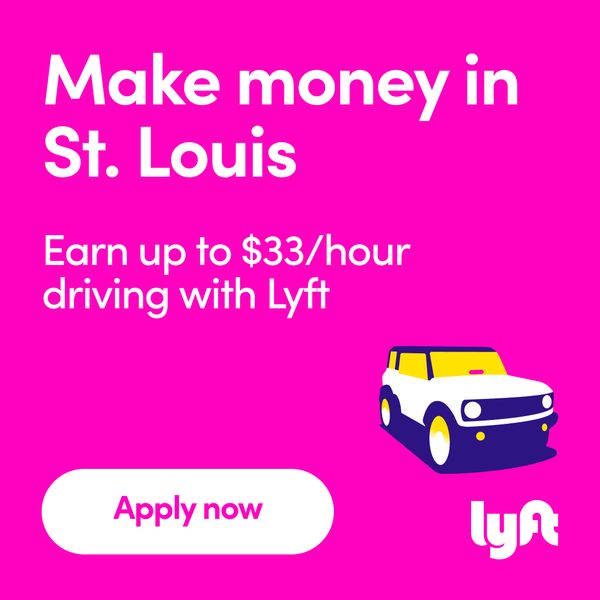 Make money in
St. Louis
Earn up to $33/hour
driving with Lyft
Apply now
lyft